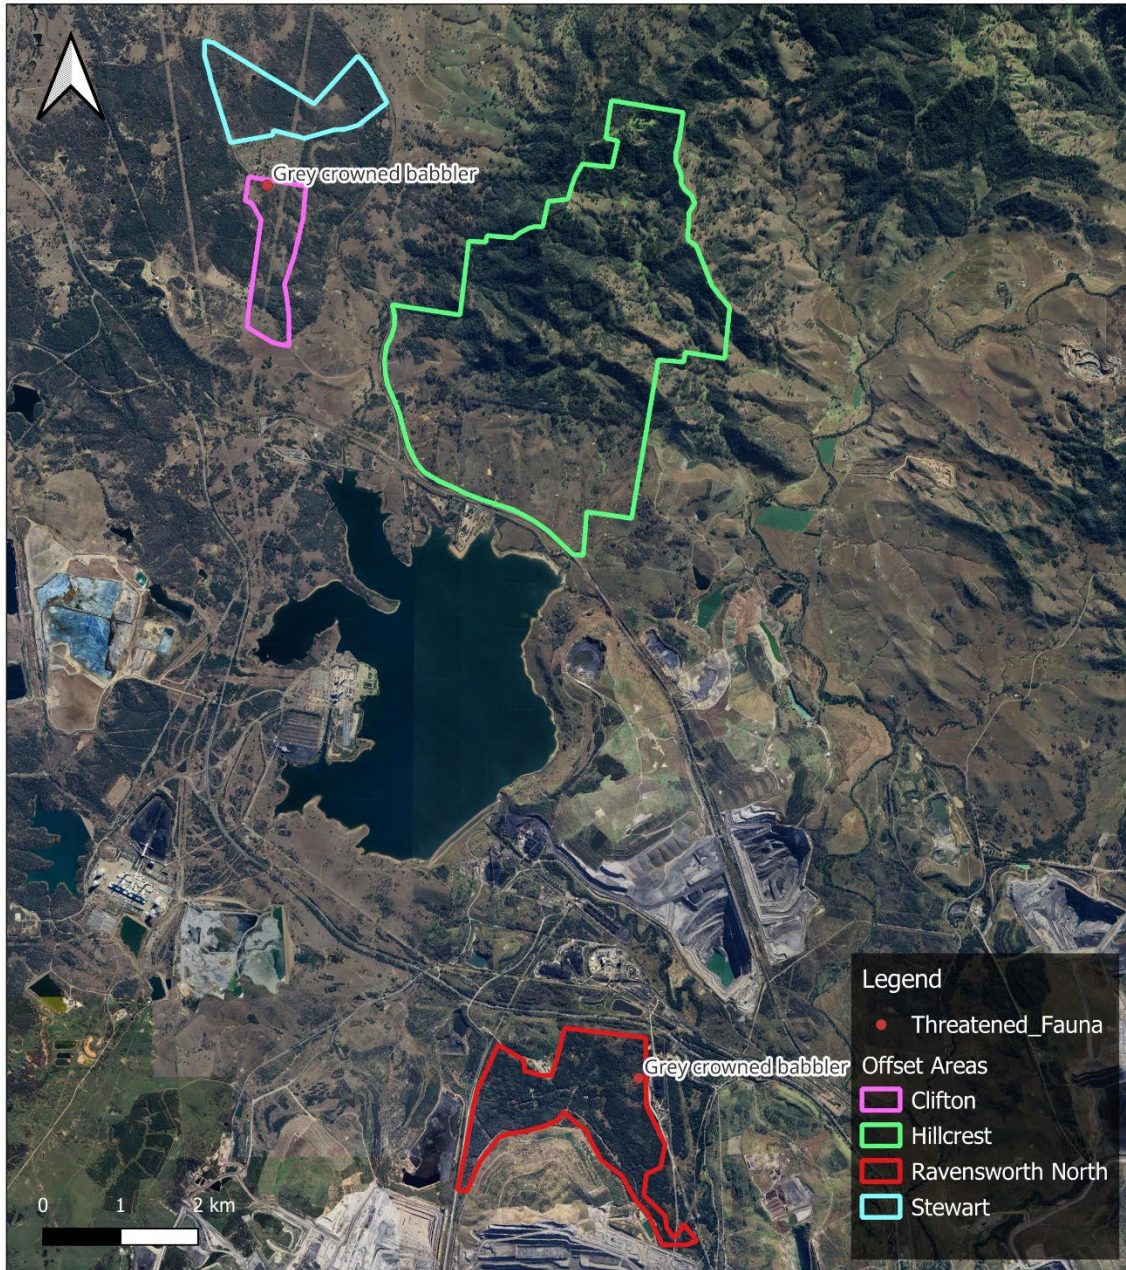 Grey crowned babbler
Grey crowned babbler
Legend
Threatened_Fauna
Offset Areas
Clifton
Hillcrest
Ravensworth North
Stewart
0 1 2 km